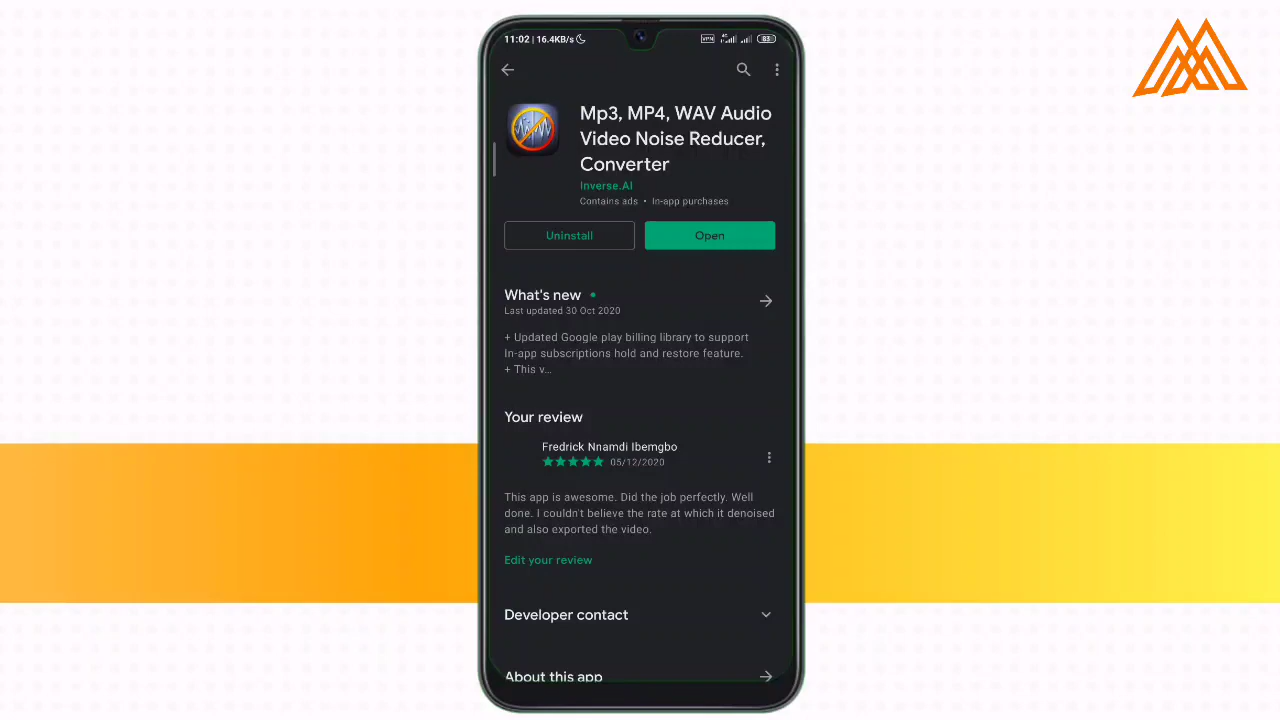 11:02 | 16.4KB/s
VPN 4G 63
Mp3, MP4, WAV Audio
Video Noise Reducer,
Converter
Inverse.AI
Contains ads • In-app purchases
Uninstall Open
What's new
Last updated 30 Oct 2020
+ Updated Google play billing library to support
In-app subscriptions hold and restore feature.
+ This v...
Your review
Fredrick Nnamdi Ibemgbo
05/12/2020
This app is awesome. Did the job perfectly. Well
done. I couldn't believe the rate at which it denoised
and also exported the video.
Edit your review
Developer contact
About this app